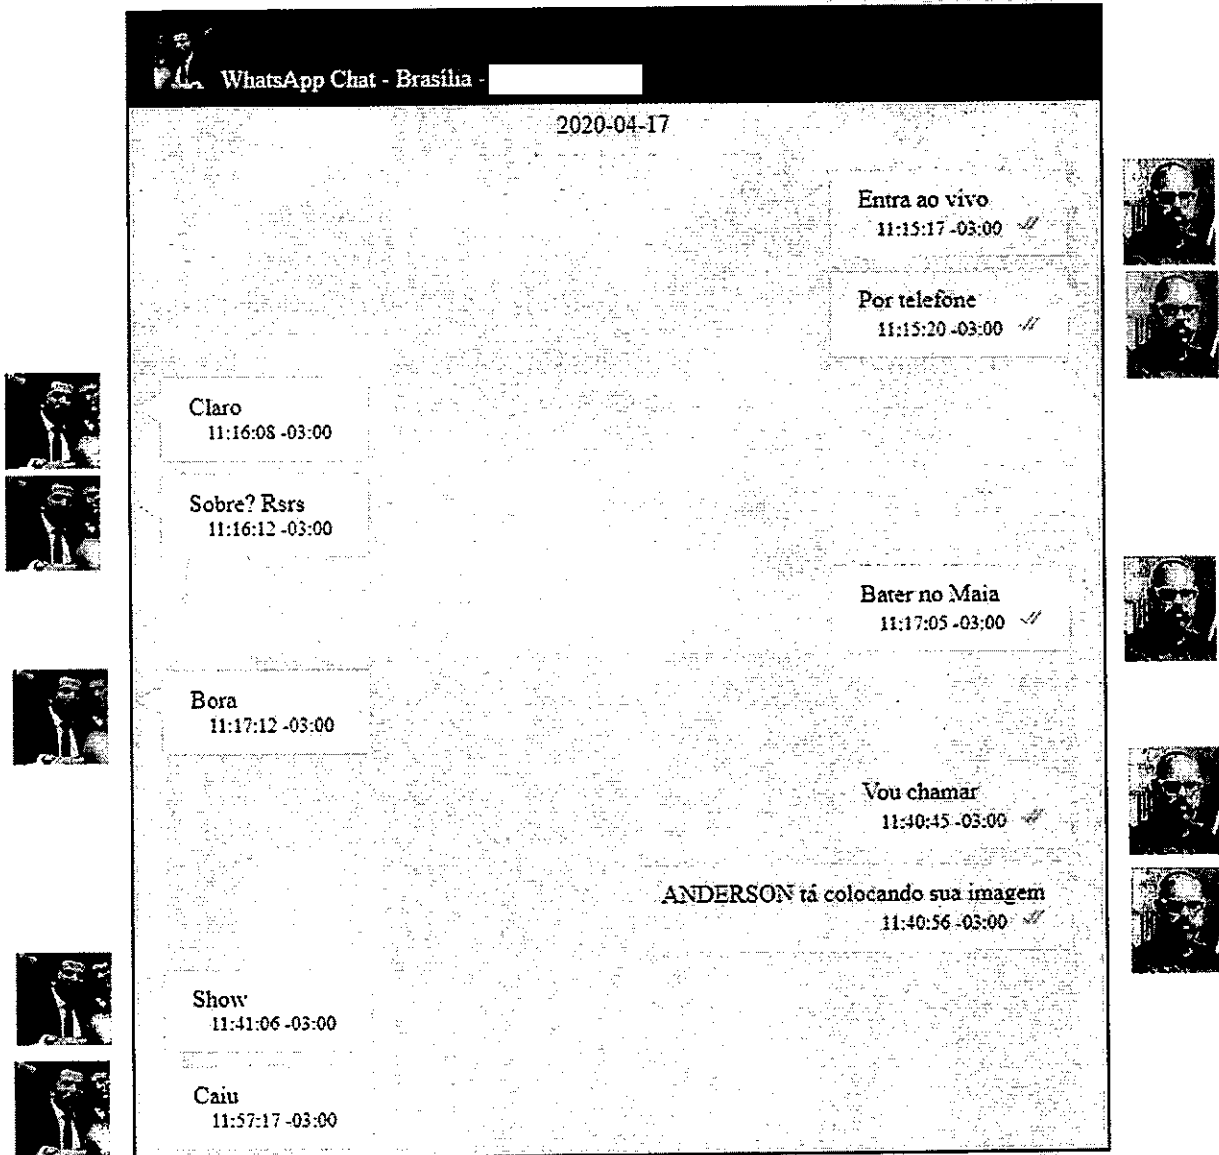 WhatsApp Chat - Brasília -
2020-04-17
Entra ao vivo
11:15:17 -03:00
Por telefone
11:15:20 -03:00
Claro
11:16:08 -03:00
Sobre? Rsrs
11:16:12 -03:00
Bater no Maia
11:17:05 -03:00
Bora
11:17:12 -03:00
Vou chamar
11:40:45 -03:00
ANDERSON tá colocando sua imagem
11:40:56 -03:00
Show
11:41:06 -03:00
Caiu
11:57:17 -03:00